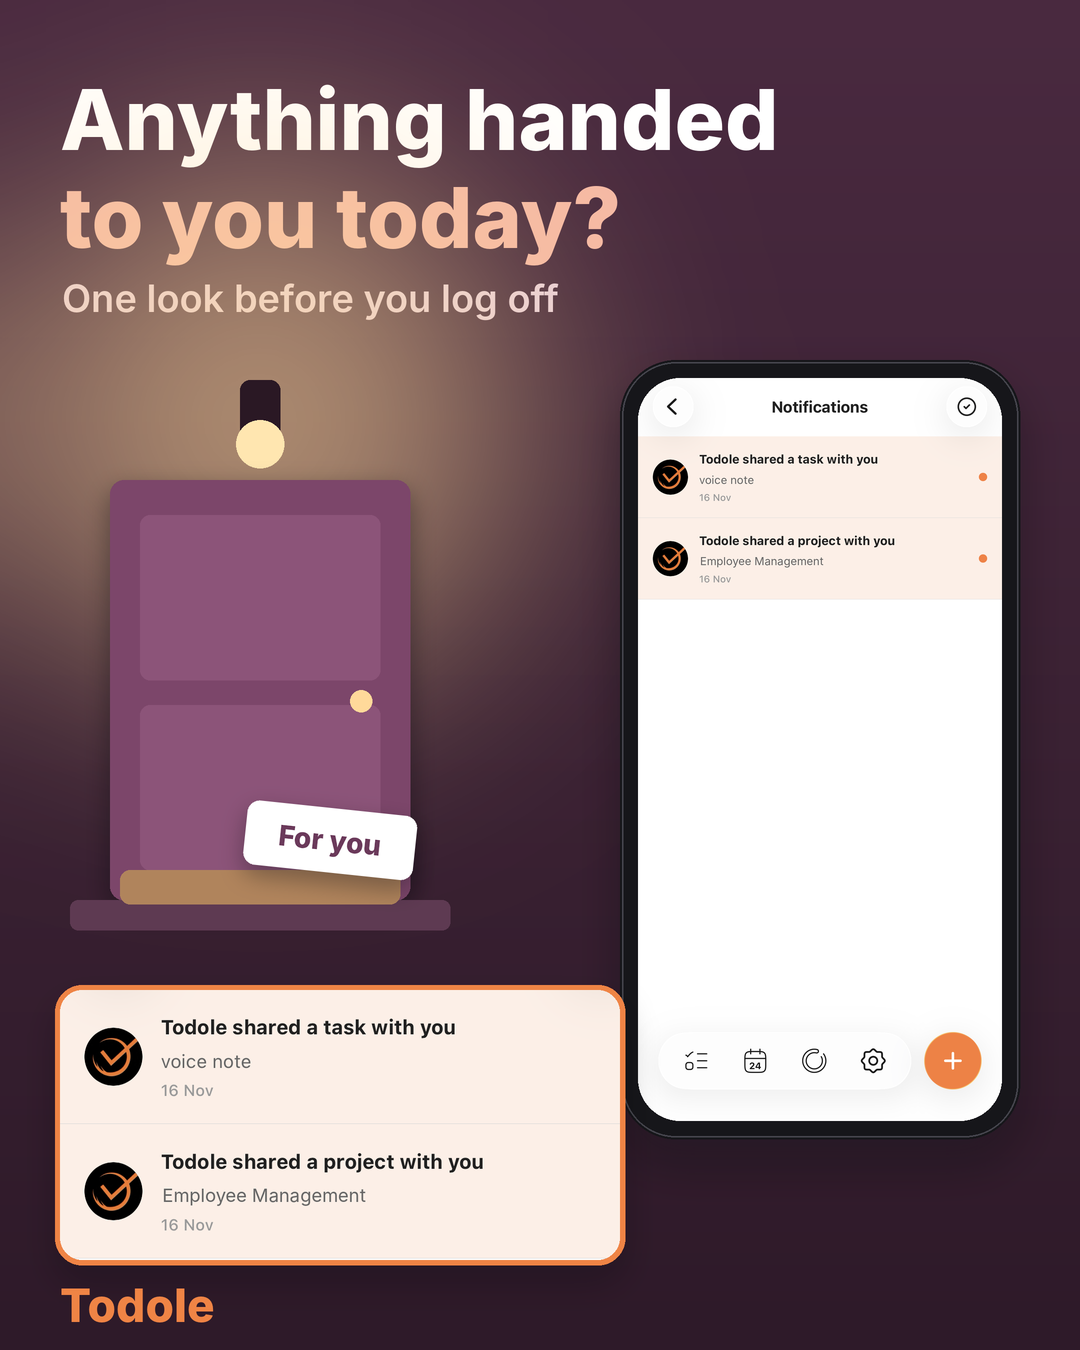 Anything handed
to you today?
One look before you log off
Notifications
Todole shared a task with you
voice note
16 Nov
Todole shared a project with you
Employee Management
16 Nov
For you
24
Todole shared a task with you
voice note
16 Nov
Todole shared a project with you
Employee Management
16 Nov
Todole